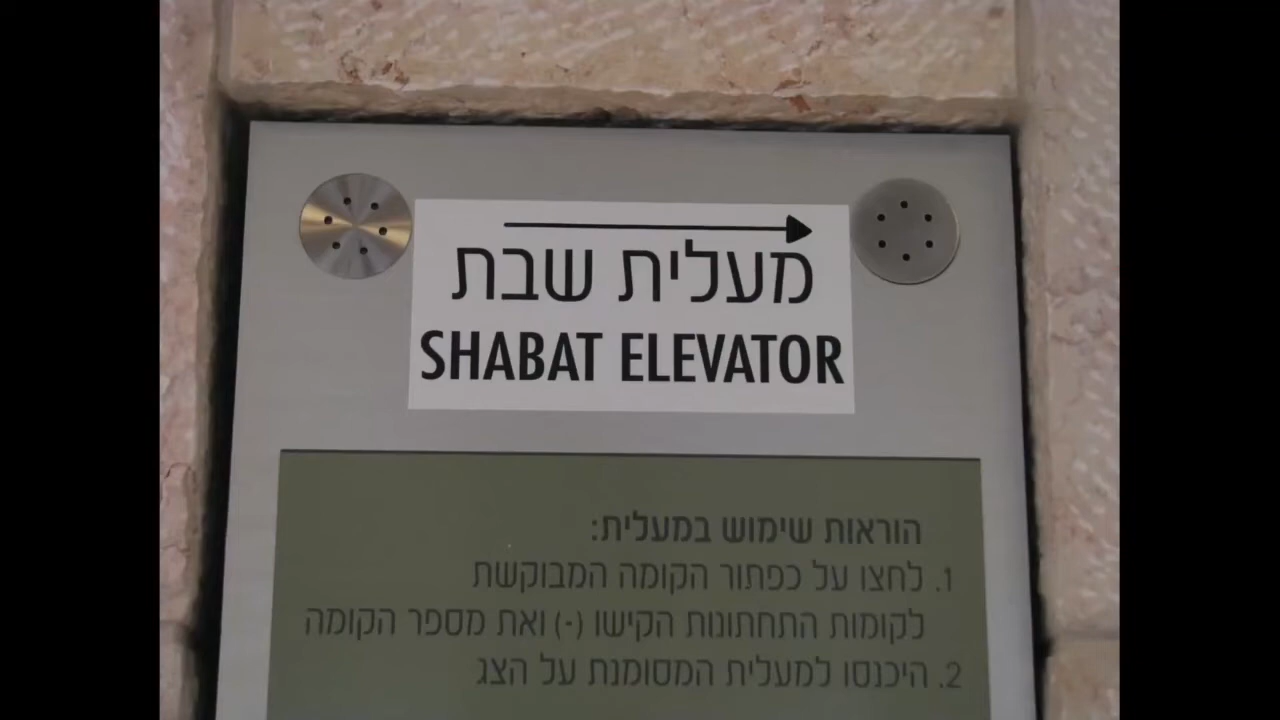 מעלית שבת
SHABAT ELEVATOR
הוראות שימוש במעלית:
1. לחצו על כפתור הקומה המבוקשת
לקומות התחתונות הקישו (-) ואת מספר הקומה
2. היכנסו למעלית המסומנת על הצג